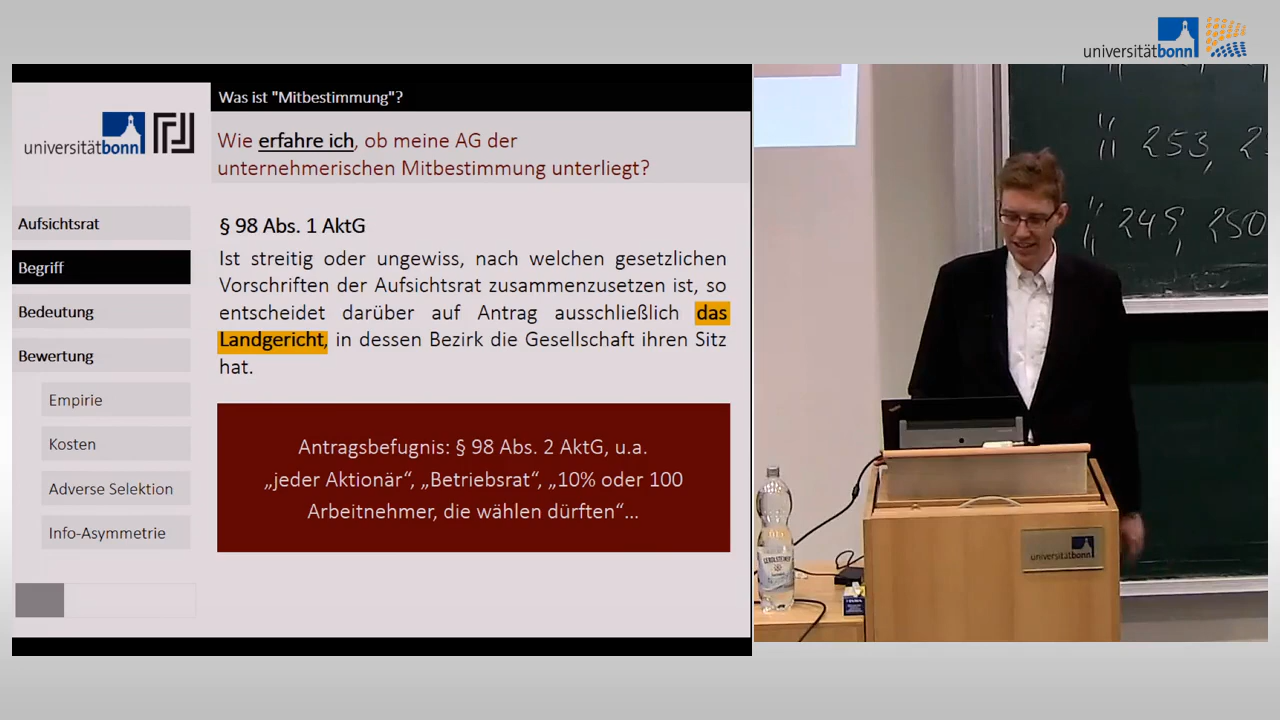 universitätbonn
Was ist "Mitbestimmung"?
Wie erfahre ich, ob meine AG der
unternehmerischen Mitbestimmung unterliegt?
universitätbonn
Aufsichtsrat
Begriff
Bedeutung
Bewertung
Empirie
Kosten
Adverse Selektion
Info-Asymmetrie
§ 98 Abs. 1 AktG
Ist streitig oder ungewiss, nach welchen gesetzlichen
Vorschriften der Aufsichtsrat zusammenzusetzen ist, so
entscheidet darüber auf Antrag ausschließlich das
Landgericht, in dessen Bezirk die Gesellschaft ihren Sitz
hat.
Antragsbefugnis: § 98 Abs. 2 AktG, u.a.
„jeder Aktionär“, „Betriebsrat“, „10% oder 100
Arbeitnehmer, die wählen dürften“...
253,
249, 250
universitätbonn